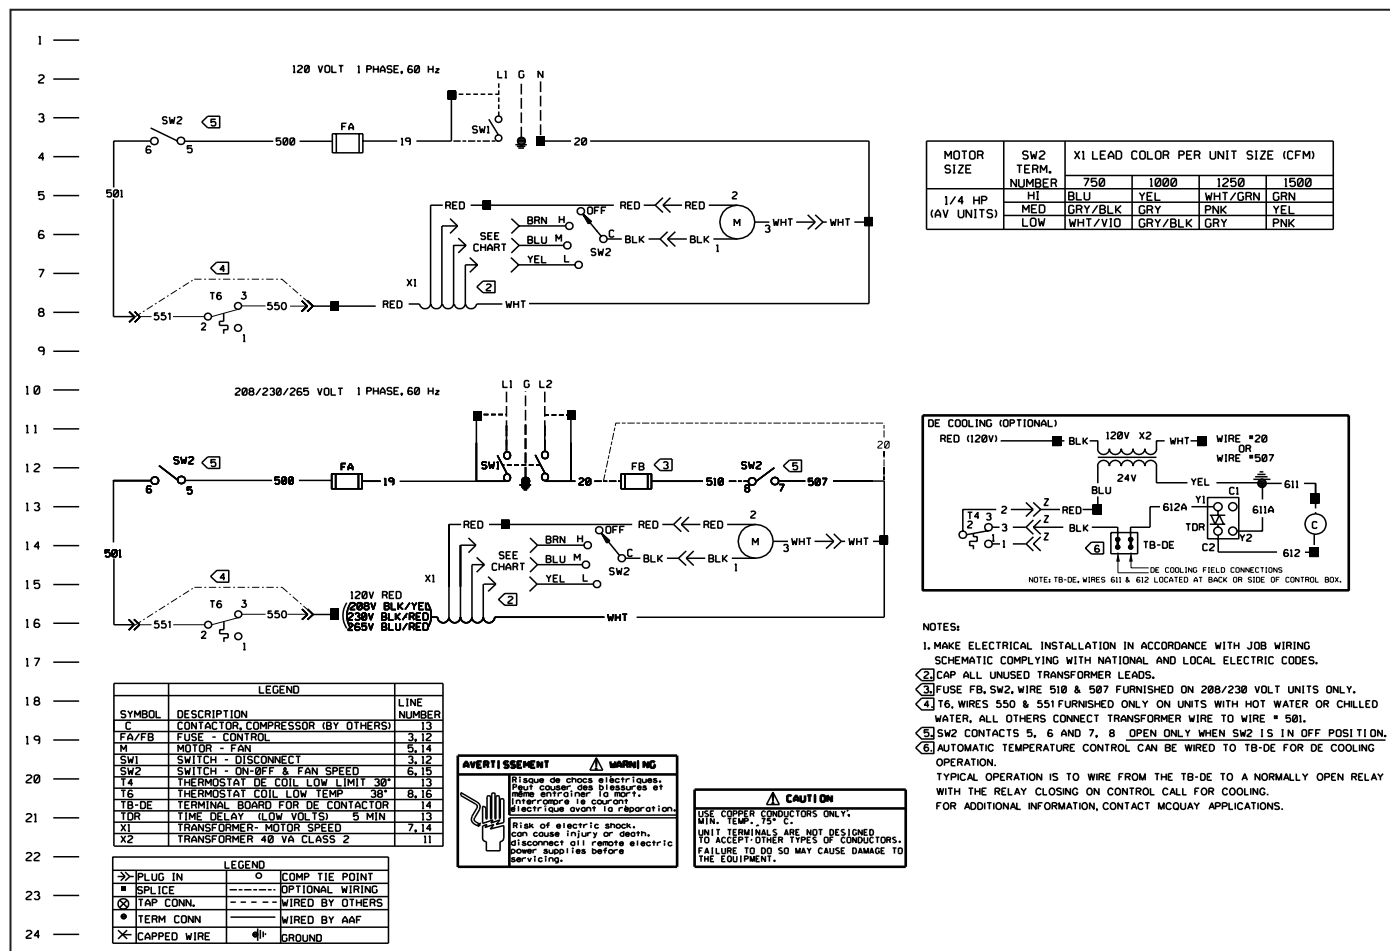 1
2
3
4
5
6
7
8
9
10
11
12
13
14
15
16
17
18
19
20
21
22
23
24
120 VOLT 1 PHASE, 60 Hz
L1 G N
SW2 5
6 5
500
FA
19
SW1
20
501
RED RED RED 2
OFF
BRN H
SEE CHART
BLU M
YEL L
C
SW2
BLK BLK
1
M
3 WHT WHT
4
T6 3
551
2
550
1
X1
RED
2
WHT
208/230/265 VOLT 1 PHASE, 60 Hz
L1 G L2
20
SW2 5
6 5
500
FA
19
SW1
20
FB 3
510
SW2 5
8 7
507
501
RED RED RED 2
OFF
BRN H
SEE CHART
BLU M
YEL L
C
SW2
BLK BLK
1
M
3 WHT WHT
4
T6 3
551
2
550
1
X1
2
120V RED
208V BLK/YEL
230V BLK/RED
265V BLU/RED
WHT
MOTOR SIZE SW2 TERM. NUMBER X1 LEAD COLOR PER UNIT SIZE (CFM)
750 1000 1250 1500
1/4 HP (AV UNITS)
HI BLU YEL WHT/GRN GRN
MED GRY/BLK GRY PNK YEL
LOW WHT/VIO GRY/BLK GRY PNK
DE COOLING (OPTIONAL)
RED (120V) BLK 120V X2 WHT WIRE #20
OR
WIRE #507
24V
BLU
YEL
611
T4 3
2
1
2 Z RED
3 Z BLK
1 Z
612A
Y1 C1
TDR
C2 Y2
611A
C
612
6 TB-DE
DE COOLING FIELD CONNECTIONS
NOTE: TB-DE, WIRES 611 & 612 LOCATED AT BACK OR SIDE OF CONTROL BOX.
NOTES:
1. MAKE ELECTRICAL INSTALLATION IN ACCORDANCE WITH JOB WIRING
SCHEMATIC COMPLYING WITH NATIONAL AND LOCAL ELECTRIC CODES.
2. CAP ALL UNUSED TRANSFORMER LEADS.
3. FUSE FB, SW2, WIRE 510 & 507 FURNISHED ON 208/230 VOLT UNITS ONLY.
4. T6, WIRES 550 & 551 FURNISHED ONLY ON UNITS WITH HOT WATER OR CHILLED
WATER, ALL OTHERS CONNECT TRANSFORMER WIRE TO WIRE # 501.
5. SW2 CONTACTS 5, 6 AND 7, 8 OPEN ONLY WHEN SW2 IS IN OFF POSITION.
6. AUTOMATIC TEMPERATURE CONTROL CAN BE WIRED TO TB-DE FOR DE COOLING
OPERATION.
TYPICAL OPERATION IS TO WIRE FROM THE TB-DE TO A NORMALLY OPEN RELAY
WITH THE RELAY CLOSING ON CONTROL CALL FOR COOLING.
FOR ADDITIONAL INFORMATION, CONTACT MCQUAY APPLICATIONS.
LEGEND
SYMBOL DESCRIPTION LINE NUMBER
C CONTACTOR, COMPRESSOR (BY OTHERS) 13
FA/FB FUSE - CONTROL 3,12
M MOTOR - FAN 5,14
SW1 SWITCH - DISCONNECT 3,12
SW2 SWITCH - ON-OFF & FAN SPEED 6,15
T4 THERMOSTAT DE COIL LOW LIMIT 30° 13
T6 THERMOSTAT COIL LOW TEMP 38° 8,16
TB-DE TERMINAL BOARD FOR DE CONTACTOR 14
TDR TIME DELAY (LOW VOLTS) 5 MIN 13
X1 TRANSFORMER- MOTOR SPEED 7,14
X2 TRANSFORMER 40 VA CLASS 2 11
LEGEND
PLUG IN COMP TIE POINT
SPLICE OPTIONAL WIRING
TAP CONN. WIRED BY OTHERS
TERM CONN WIRED BY AAF
CAPPED WIRE GROUND
AVERTISSEMENT WARNING
Risque de chocs electriques.
Peut causer des blessures et
même entrainer la mort.
Interrompre le courant
électrique avant la réparation.
Risk of electric shock.
can cause injury or death.
disconnect all remote electric
power supplies before
servicing.
CAUTION
USE COPPER CONDUCTORS ONLY.
MIN. TEMP. 75° C.
UNIT TERMINALS ARE NOT DESIGNED
TO ACCEPT OTHER TYPES OF CONDUCTORS.
FAILURE TO DO SO MAY CAUSE DAMAGE TO
THE EQUIPMENT.